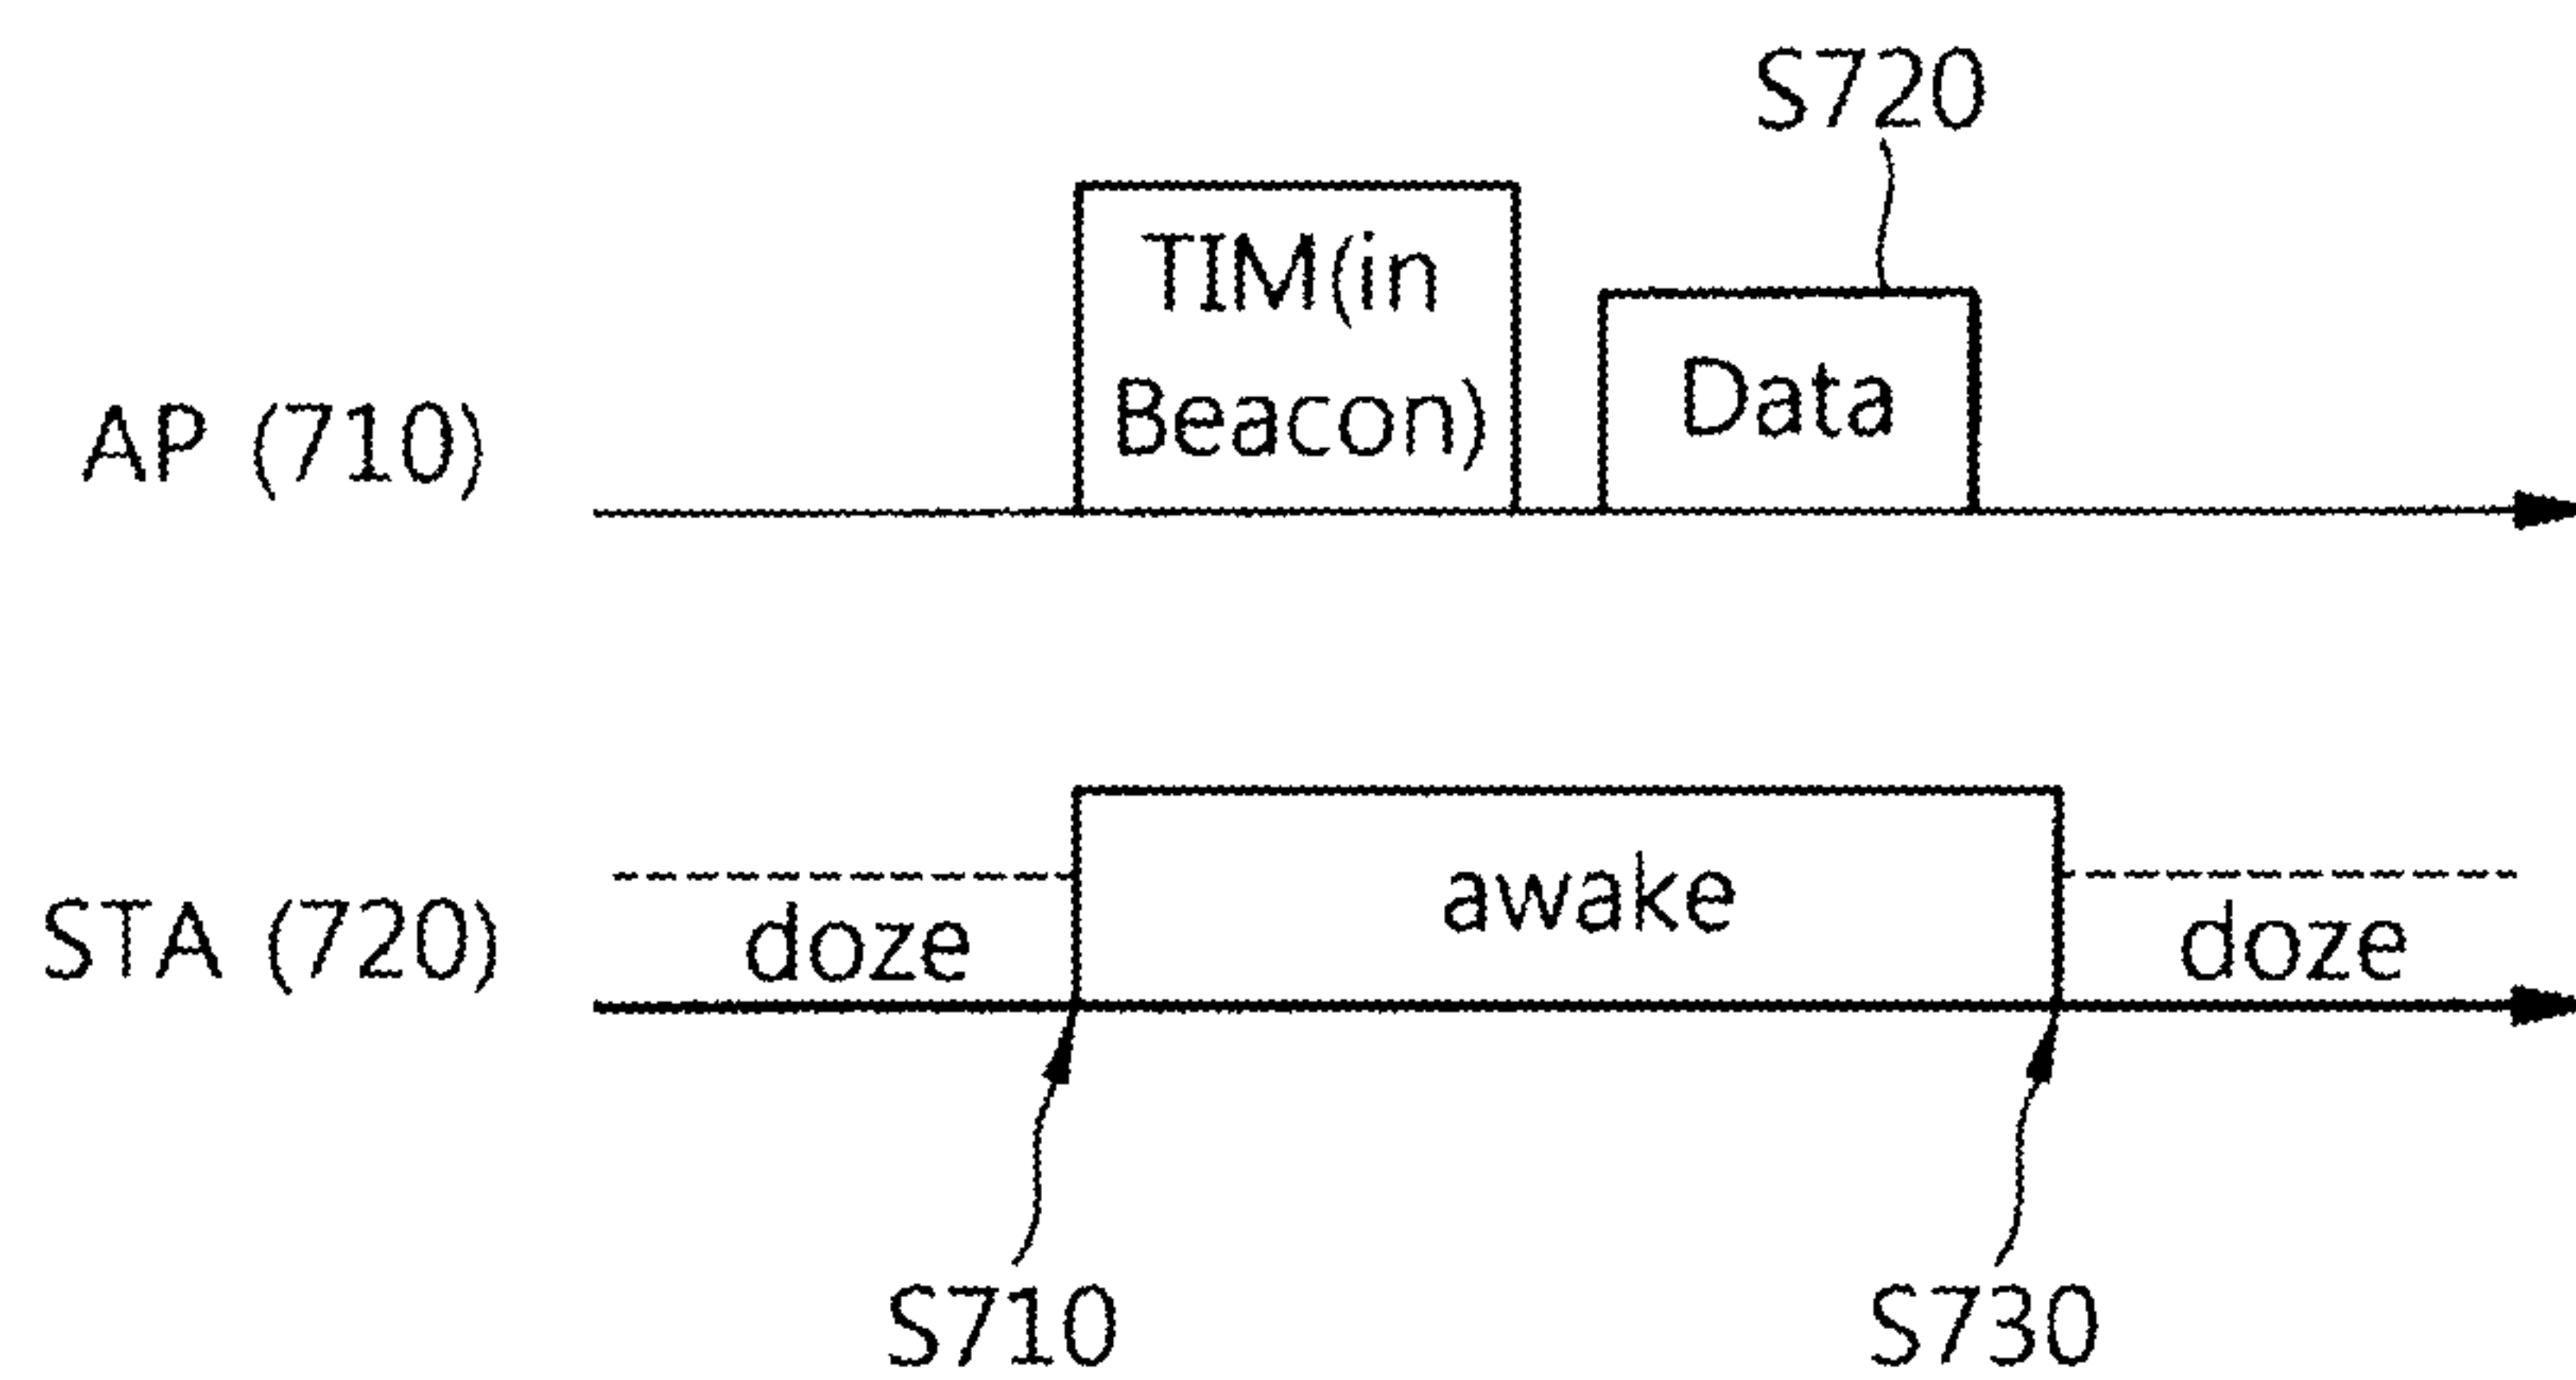 S720
TIM(in
Beacon)
Data
AP (710)
awake
STA (720)
doze
doze
S710
S730